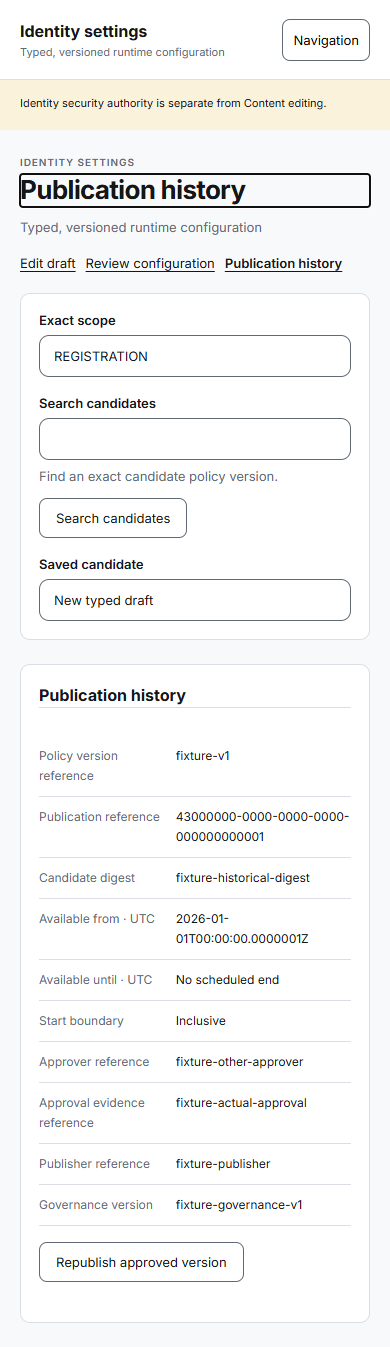 Identity settings
Typed, versioned runtime configuration
Navigation
Identity security authority is separate from Content editing.
IDENTITY SETTINGS
Publication history
Typed, versioned runtime configuration
Edit draft Review configuration Publication history
Exact scope
REGISTRATION
Search candidates
Find an exact candidate policy version.
Search candidates
Saved candidate
New typed draft
Publication history
Policy version reference fixture-v1
Publication reference 43000000-0000-0000-0000-000000000001
Candidate digest fixture-historical-digest
Available from · UTC 2026-01-01T00:00:00.0000001Z
Available until · UTC No scheduled end
Start boundary Inclusive
Approver reference fixture-other-approver
Approval evidence reference fixture-actual-approval
Publisher reference fixture-publisher
Governance version fixture-governance-v1
Republish approved version